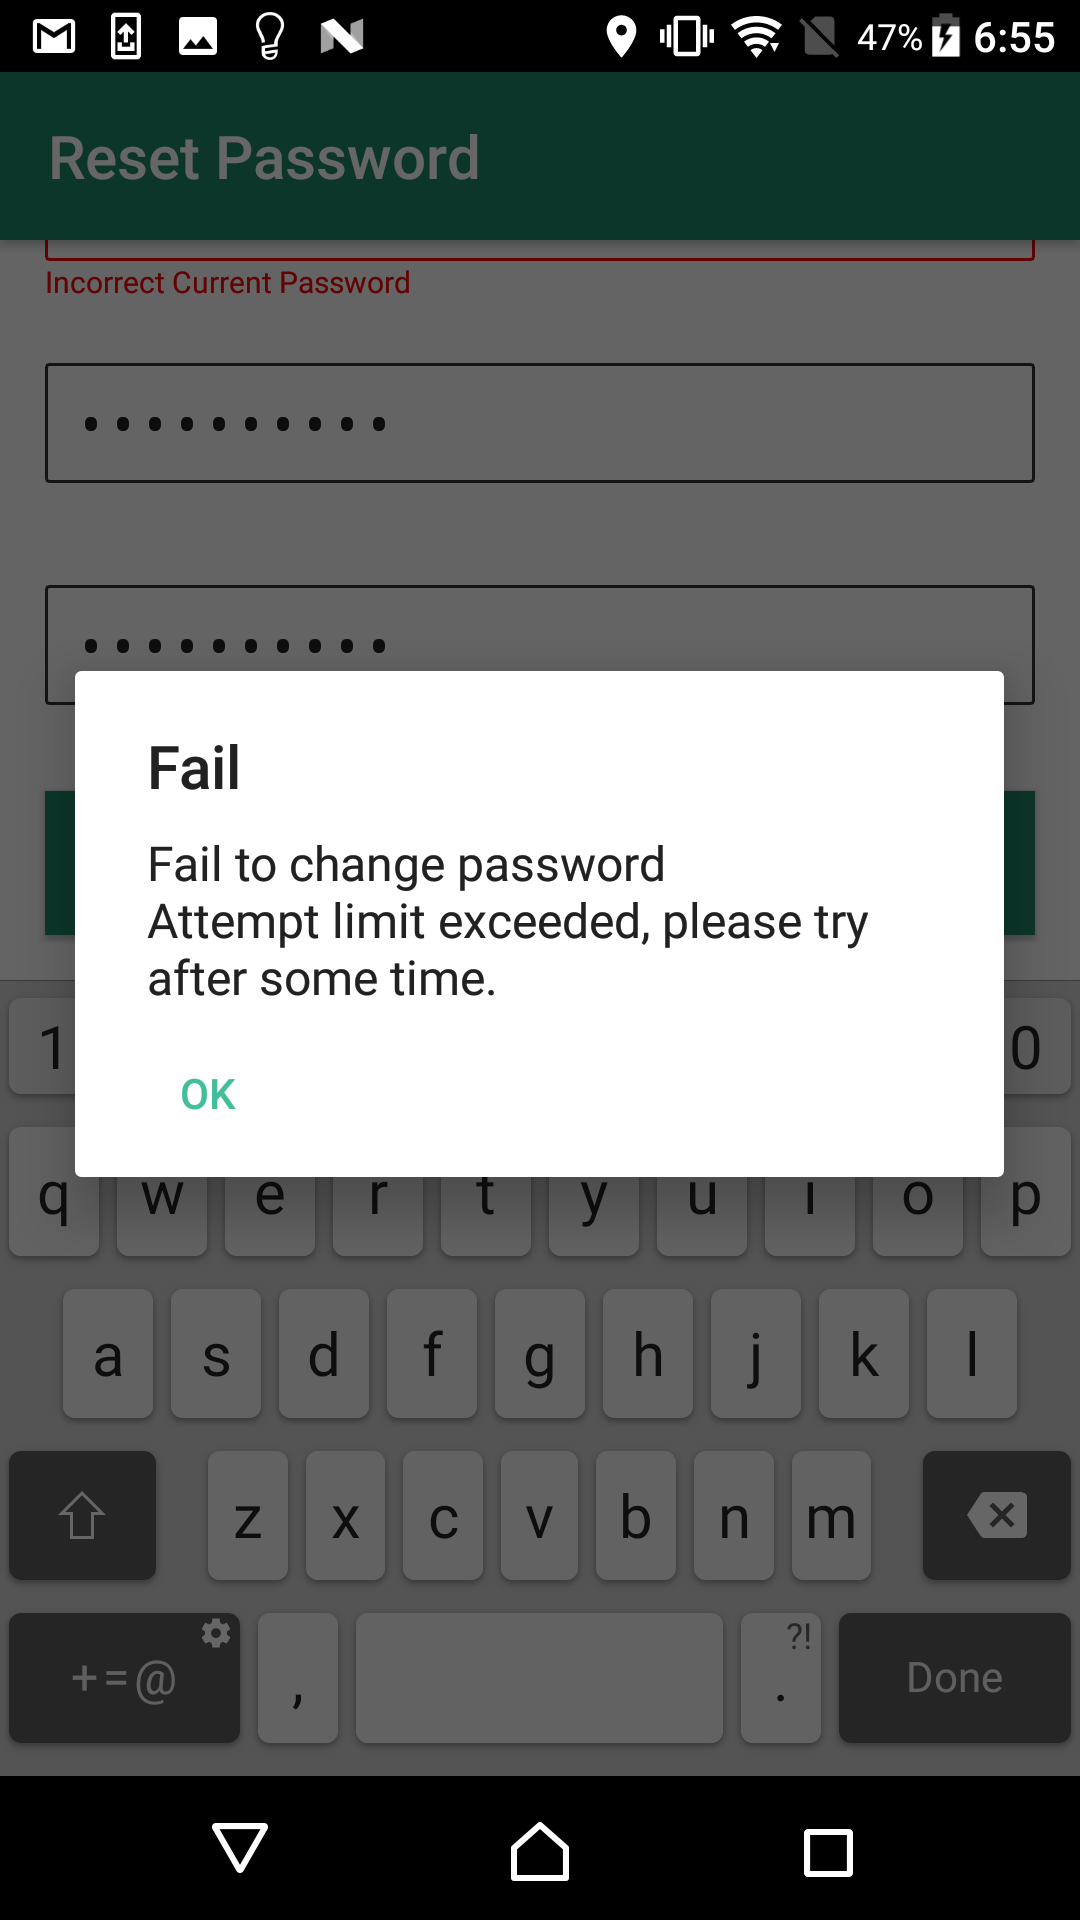 47% 6:55
Reset Password
Incorrect Current Password
Fail
Fail to change password
Attempt limit exceeded, please try
after some time.
OK
1 0
q w e r t y u i o p
a s d f g h j k l
z x c v b n m
+=@ , ?! . Done